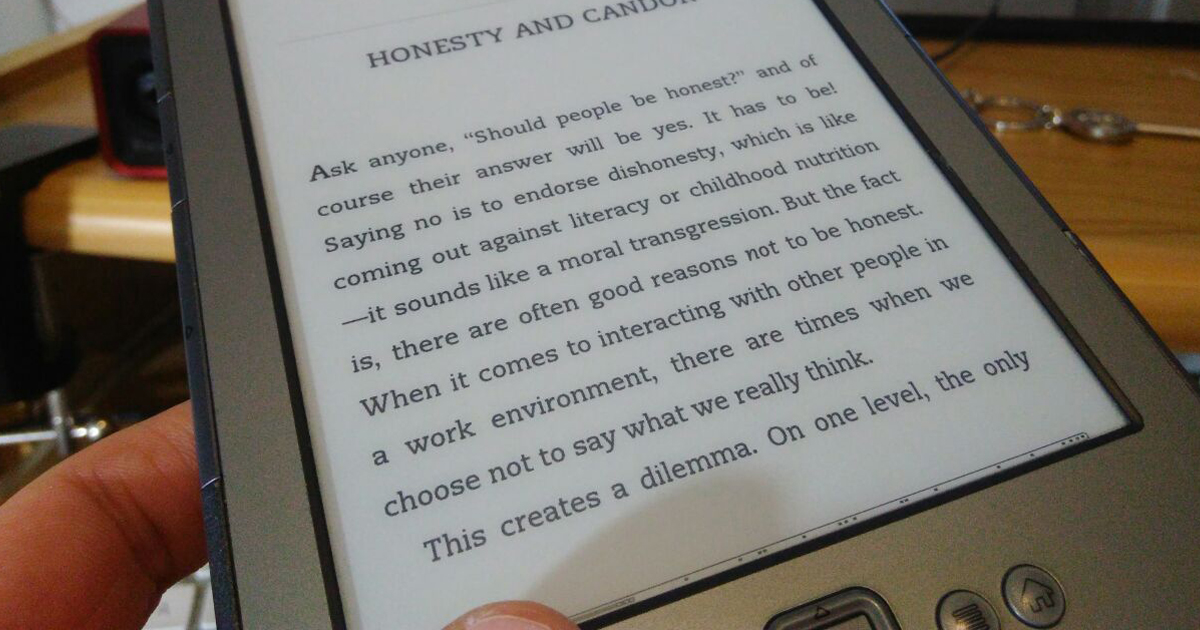 HONESTY AND CANDOR
Ask anyone, “Should people be honest?” and of
course their answer will be yes. It has to be!
Saying no is to endorse dishonesty, which is like
coming out against literacy or childhood nutrition
—it sounds like a moral transgression. But the fact
is, there are often good reasons not to be honest.
When it comes to interacting with other people in
a work environment, there are times when we
choose not to say what we really think.
This creates a dilemma. On one level, the only